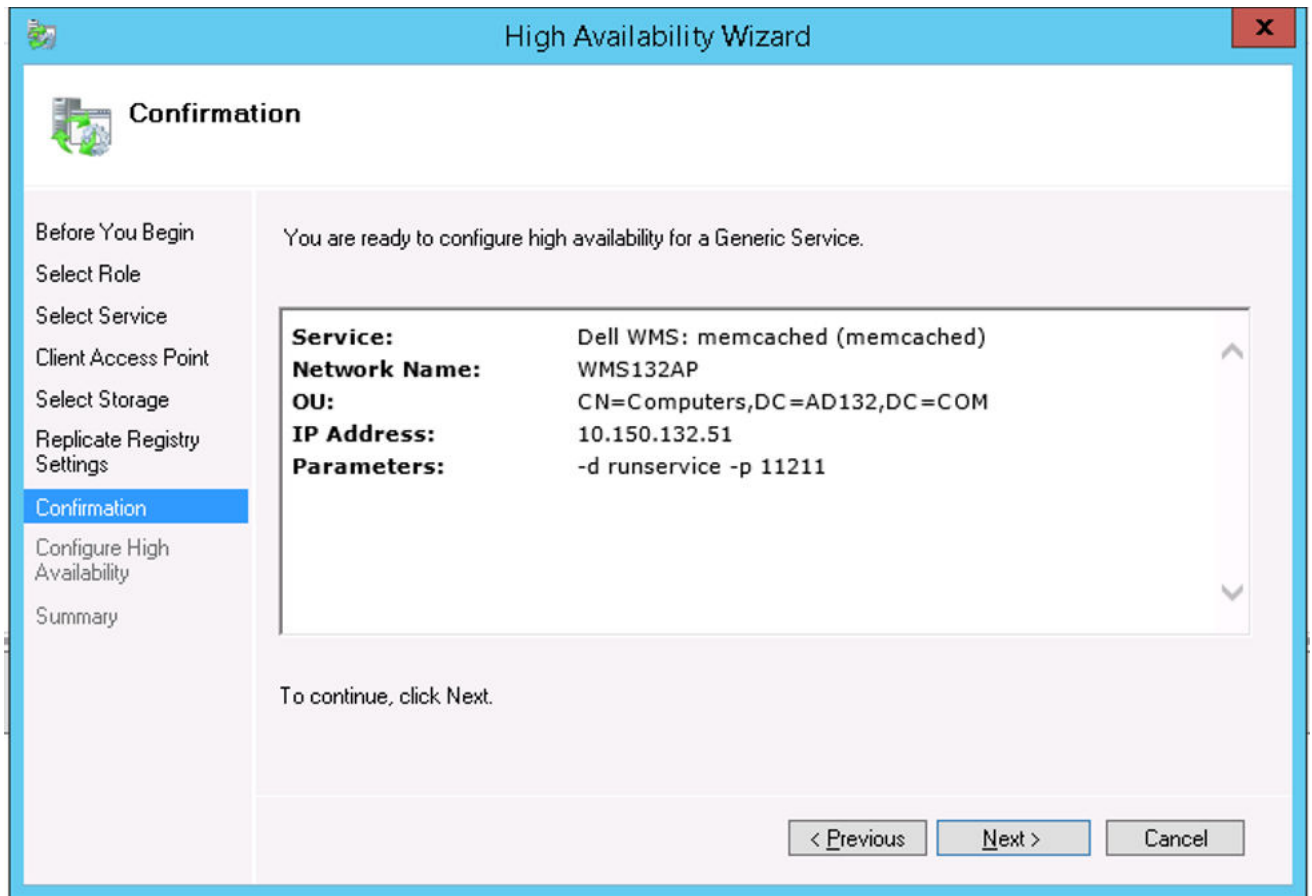 High Availability Wizard
x
Confirmation
Before You Begin
Select Role
Select Service
Client Access Point
Select Storage
Replicate Registry
Settings
Confirmation
Configure High
Availability
Summary
You are ready to configure high availability for a Generic Service.
Service: Dell WMS: memcached (memcached)
Network Name: WMS132AP
OU: CN=Computers,DC=AD132,DC=COM
IP Address: 10.150.132.51
Parameters: -d runservice -p 11211
To continue, click Next.
< Previous Next > Cancel